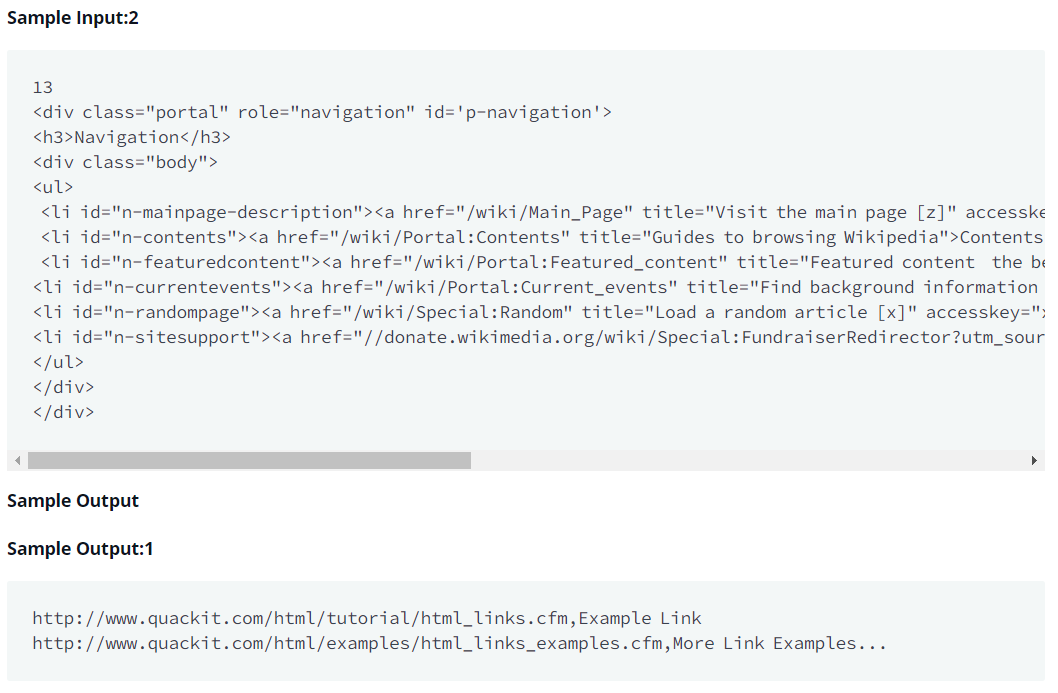 Sample Input:2
13
<div class="portal" role="navigation" id='p-navigation'>
<h3>Navigation</h3>
<div class="body">
<ul>
<li id="n-mainpage-description"><a href="/wiki/Main_Page" title="Visit the main page [z]" accesske
<li id="n-contents"><a href="/wiki/Portal:Contents" title="Guides to browsing Wikipedia">Contents
<li id="n-featuredcontent"><a href="/wiki/Portal:Featured_content" title="Featured content  the be
<li id="n-currentevents"><a href="/wiki/Portal:Current_events" title="Find background information
<li id="n-randompage"><a href="/wiki/Special:Random" title="Load a random article [x]" accesskey="x
<li id="n-sitesupport"><a href="//donate.wikimedia.org/wiki/Special:FundraiserRedirector?utm_sour
</ul>
</div>
</div>
Sample Output
Sample Output:1
http://www.quackit.com/html/tutorial/html_links.cfm,Example Link
http://www.quackit.com/html/examples/html_links_examples.cfm,More Link Examples...